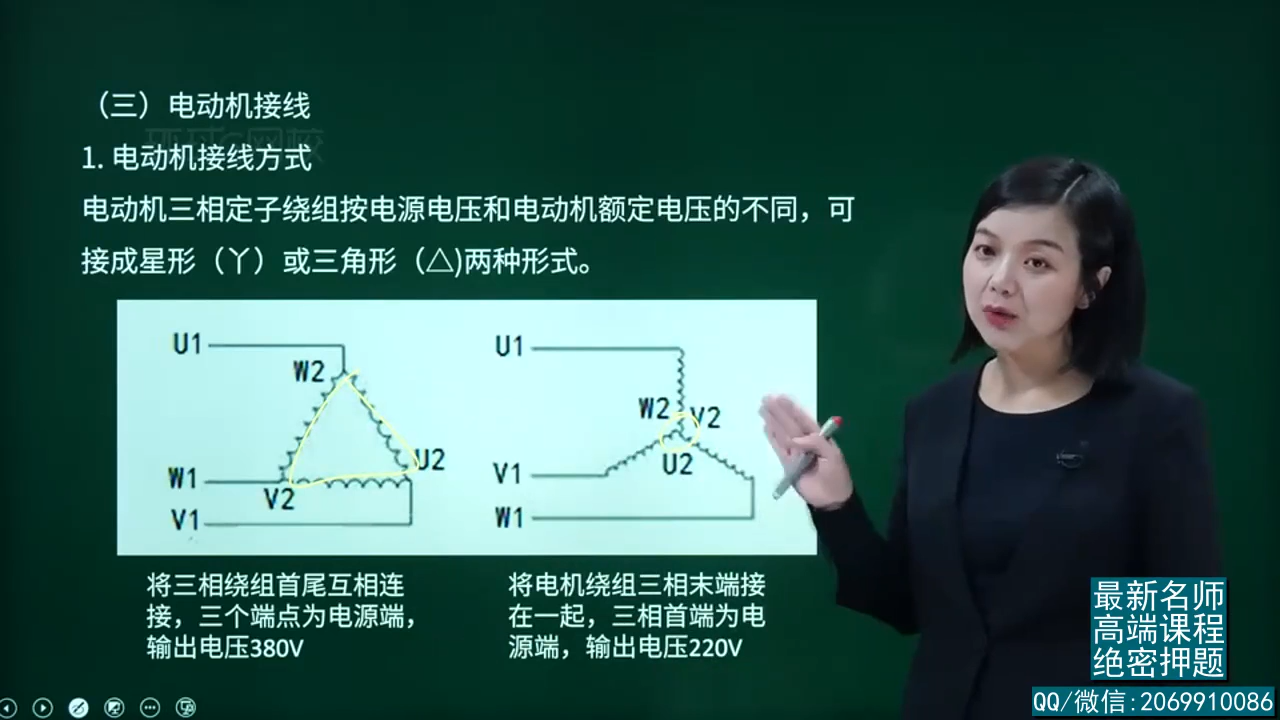 （三）电动机接线
1. 电动机接线方式
电动机三相定子绕组按电源电压和电动机额定电压的不同，可
接成星形（丫）或三角形（△)两种形式。
U1
W2
U2
W1
V2
V1
U1
W2
V2
U2
V1
W1
将三相绕组首尾互相连
接，三个端点为电源端，
输出电压380V
将电机绕组三相末端接
在一起，三相首端为电
源端，输出电压220V
最新名师
高端课程
绝密押题
QQ/微信:2069910086